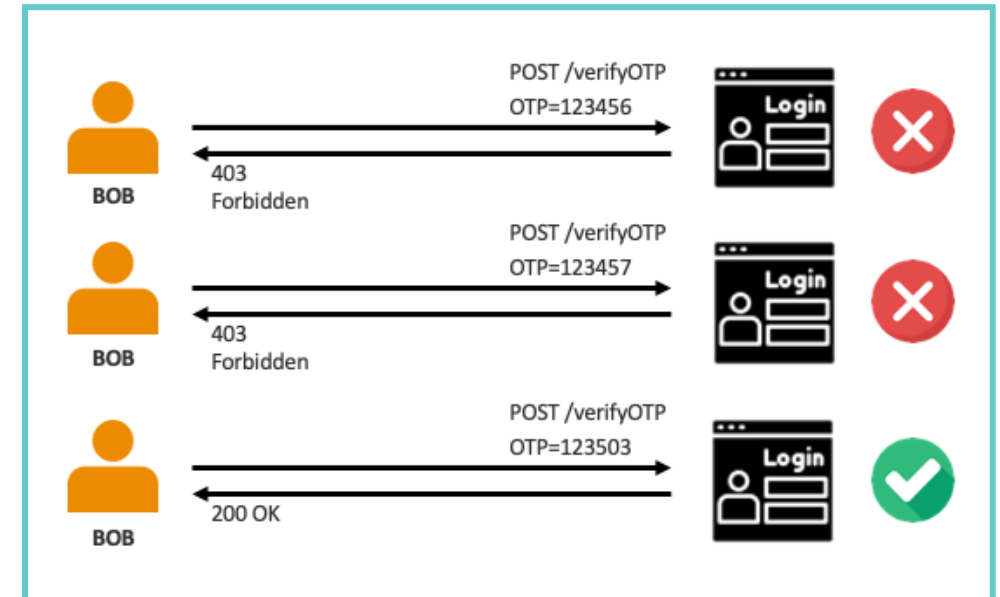 POST /verifyOTP
OTP=123456
Login
403
Forbidden
BOB
POST /verifyOTP
OTP=123457
Login
403
Forbidden
BOB
POST /verifyOTP
OTP=123503
Login
200 OK
BOB